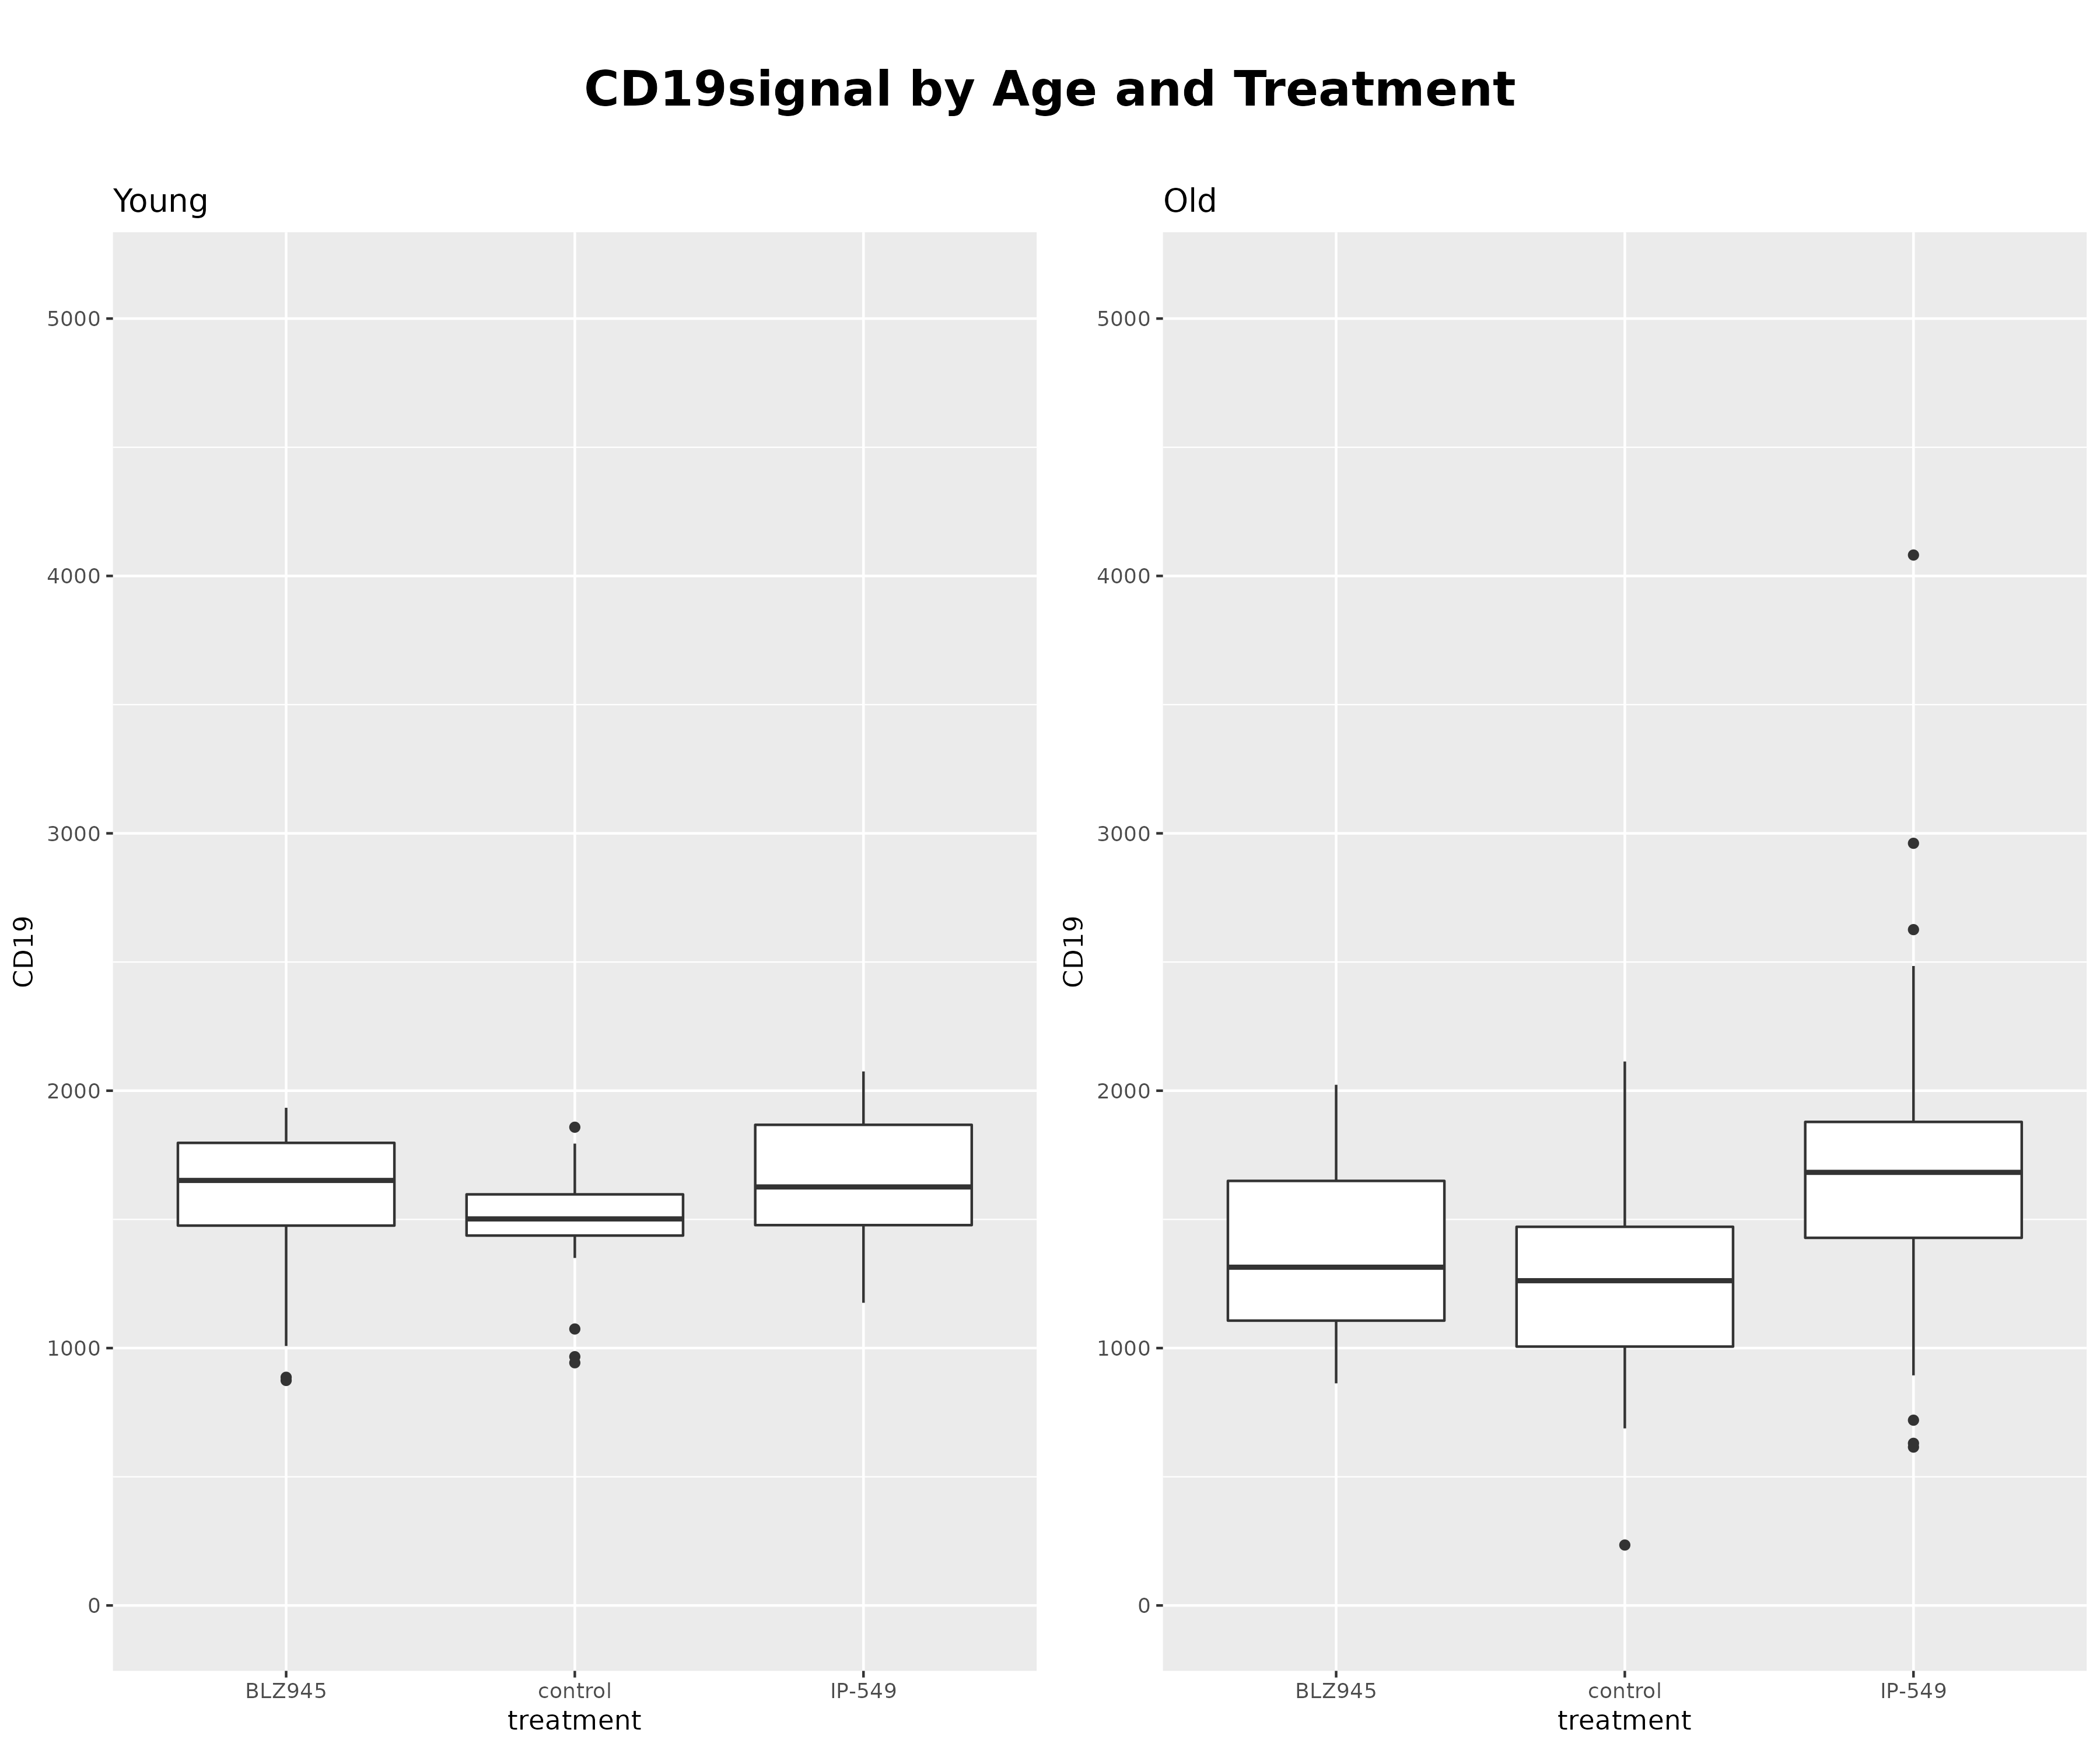 CD19signal by Age and Treatment
Young
5000
4000
3000
2000
1000
0
CD19
BLZ945 control IP-549
treatment
Old
5000
4000
3000
2000
1000
0
CD19
BLZ945 control IP-549
treatment